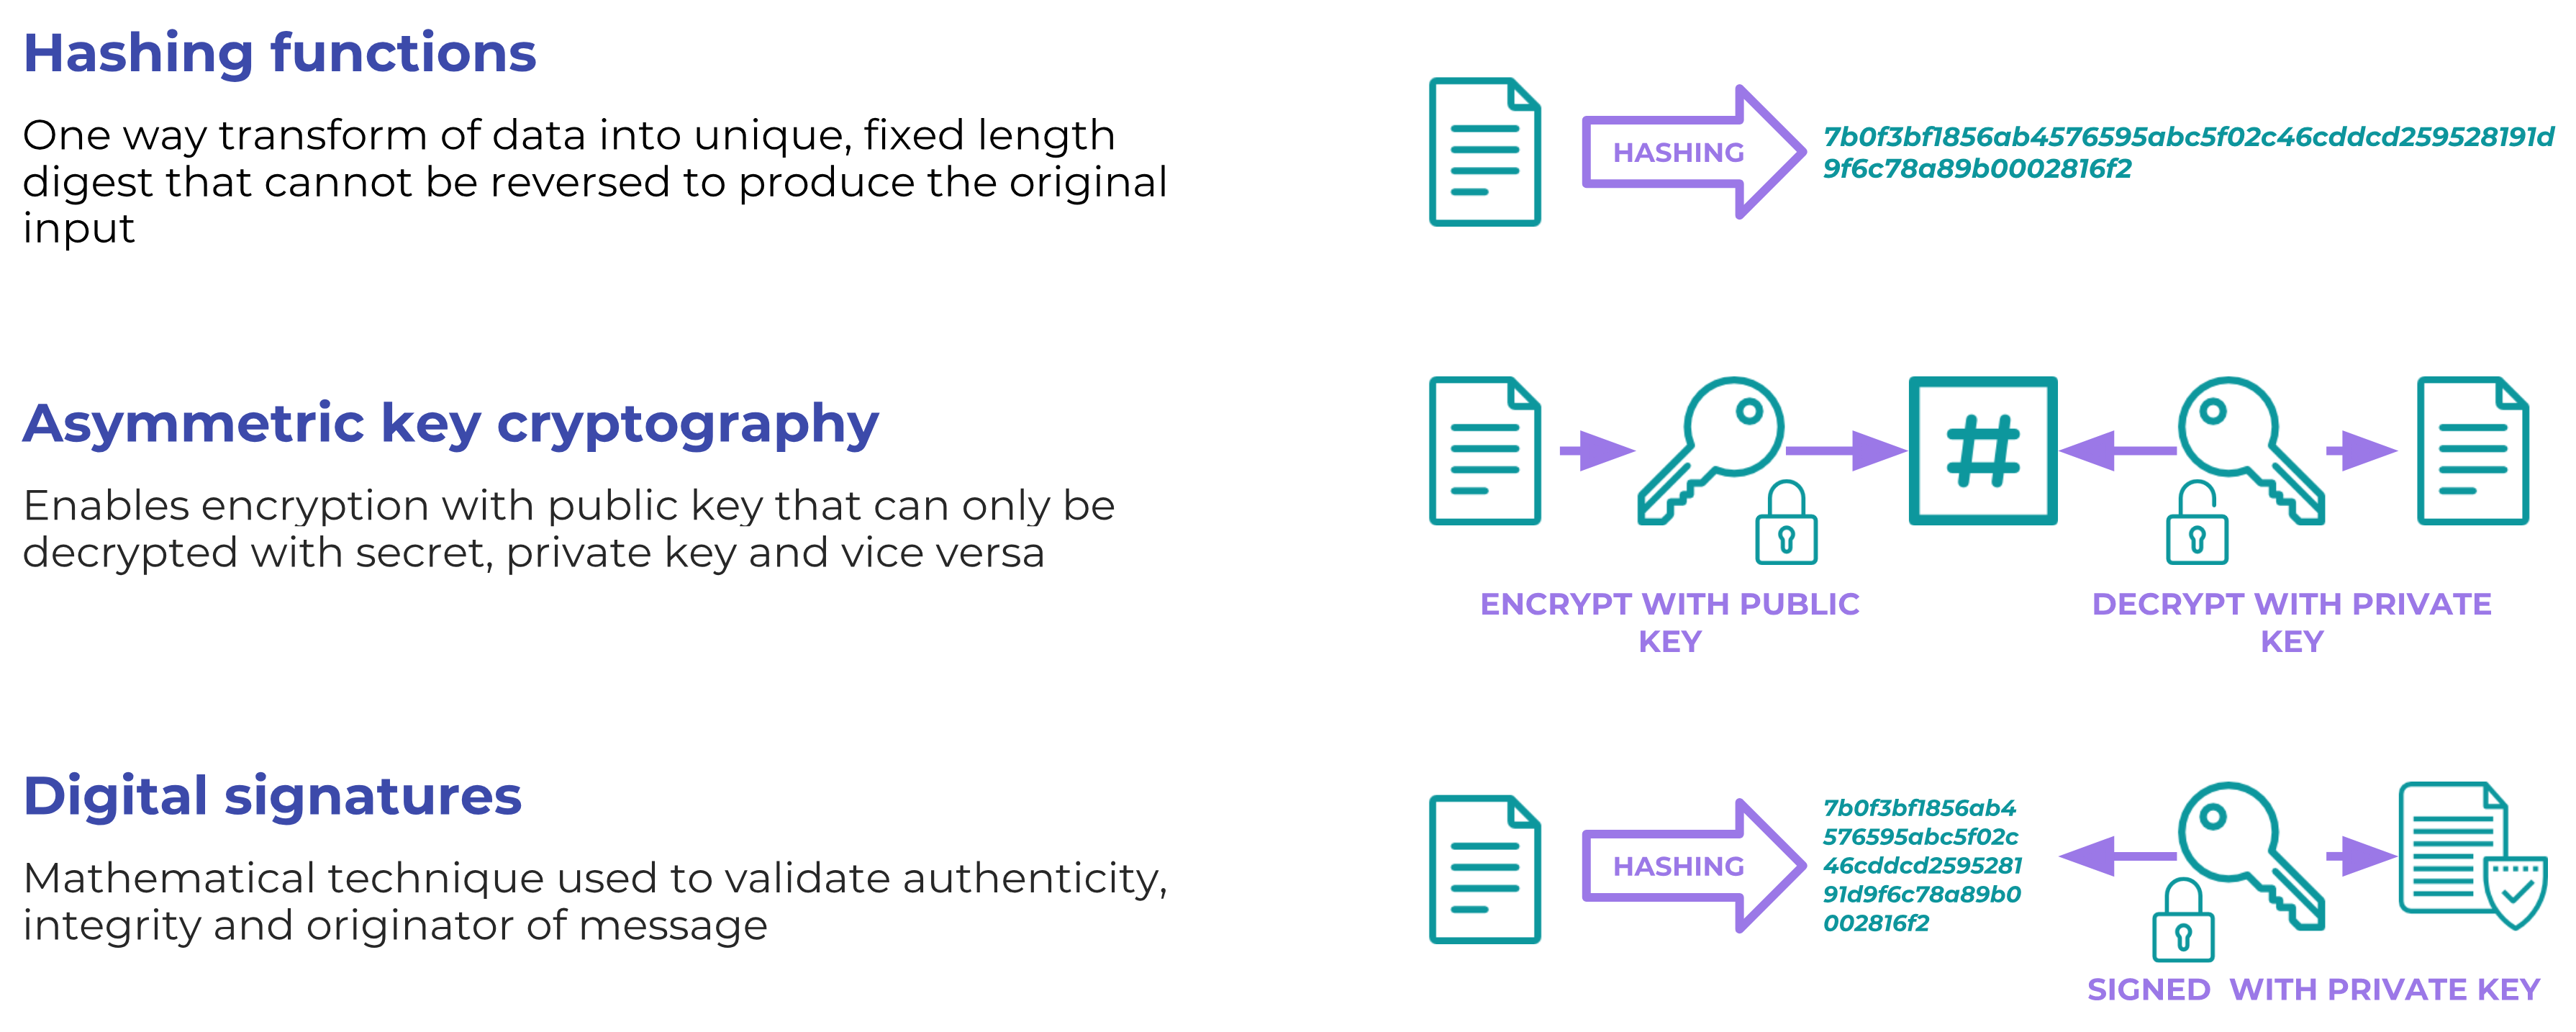 Hashing functions
One way transform of data into unique, fixed length
digest that cannot be reversed to produce the original
input
HASHING
7b0f3bf1856ab4576595abc5f02c46cddcd259528191d
9f6c78a89b0002816f2
Asymmetric key cryptography
Enables encryption with public key that can only be
decrypted with secret, private key and vice versa
#
ENCRYPT WITH PUBLIC
KEY
DECRYPT WITH PRIVATE
KEY
Digital signatures
Mathematical technique used to validate authenticity,
integrity and originator of message
HASHING
7b0f3bf1856ab4
576595abc5f02c
46cddcd2595281
91d9f6c78a89b0
002816f2
SIGNED  WITH PRIVATE KEY